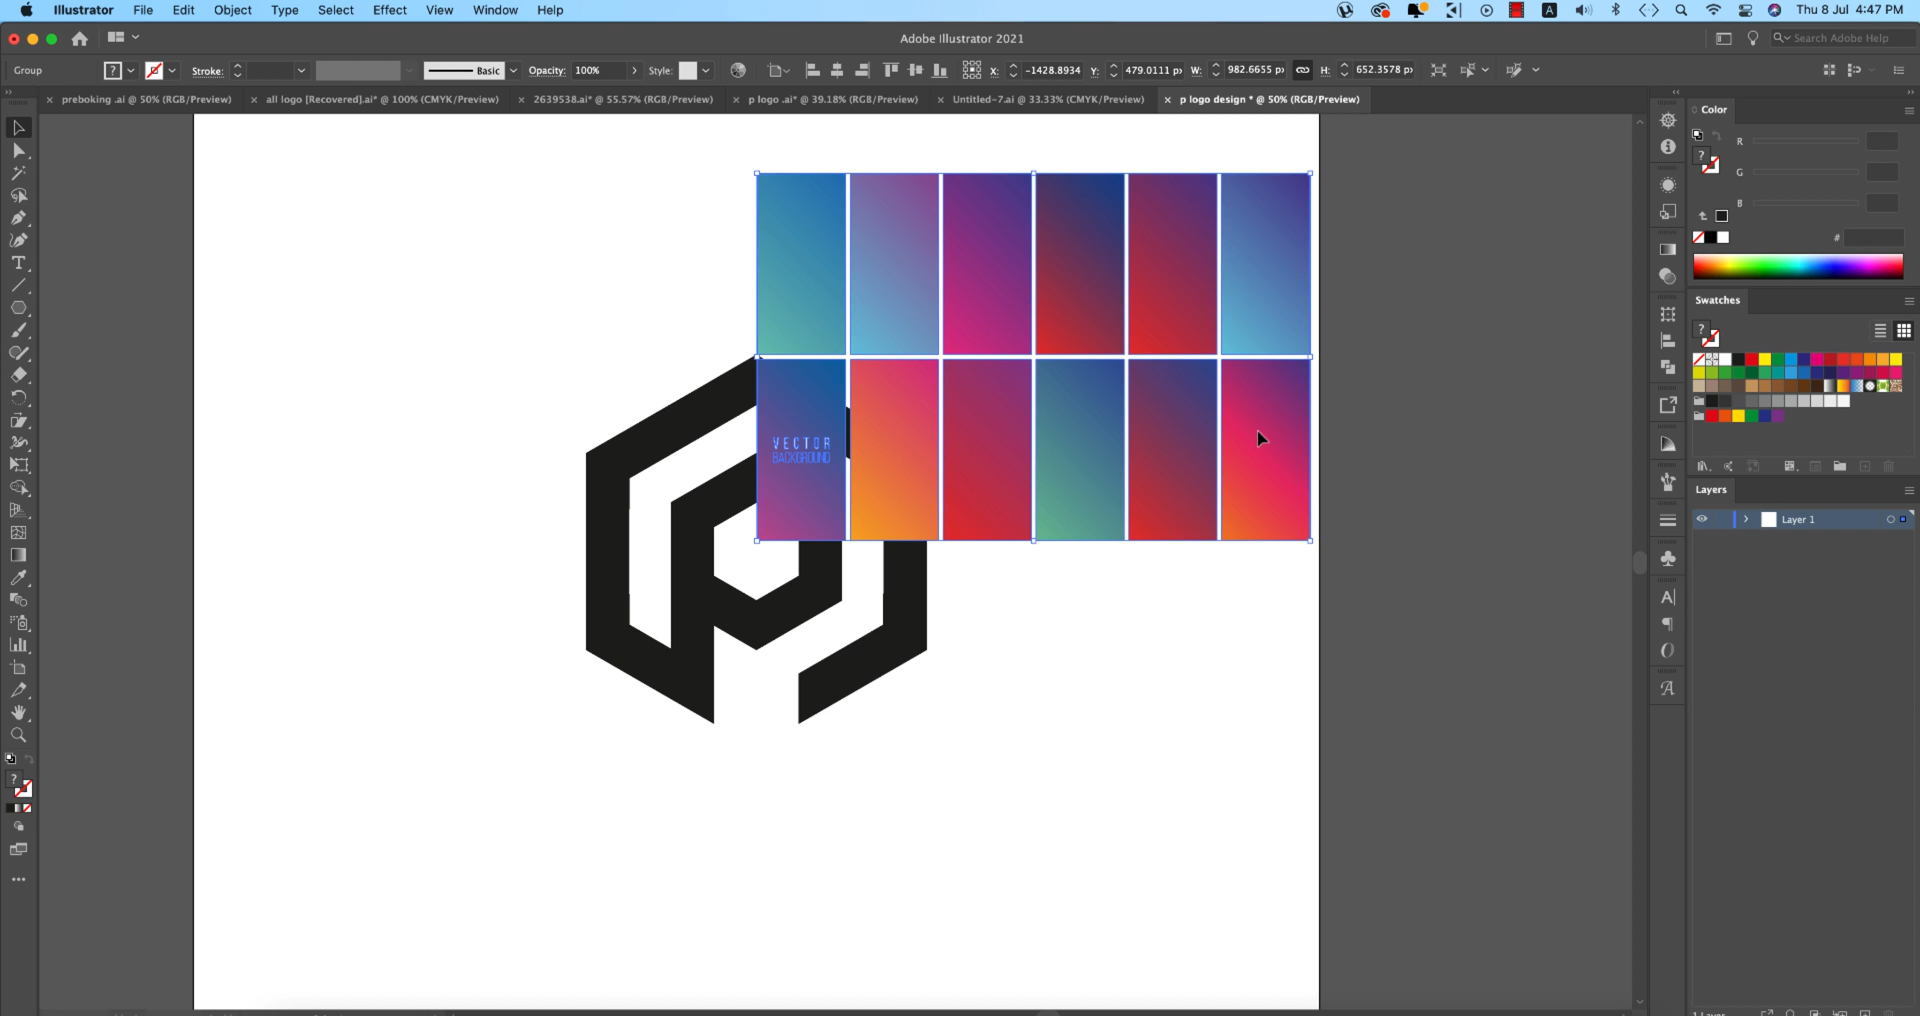 Illustrator File Edit Object Type Select Effect View Window Help
A
Thu 8 Jul 4:47 PM
Adobe Illustrator 2021
Search Adobe Help
Group
?
Stroke:
Basic
Opacity: 100%
Style:
X: -1428.8934
Y: 479.0111 p
W: 982.6655 p
H: 652.3578 p
× preboking .ai @ 50% (RGB/Preview)
× all logo [Recovered].ai* @ 100% (CMYK/Preview)
× 2639538.ai* @ 55.57% (RGB/Preview)
× p logo .ai* @ 39.18% (RGB/Preview)
× Untitled-7.ai @ 33.33% (CMYK/Preview)
× p logo design * @ 50% (RGB/Preview)
Color
R
?
G
B
#
Swatches
?
VECTOR
BACKGROUND
Layers
Layer 1
?
1 Layer